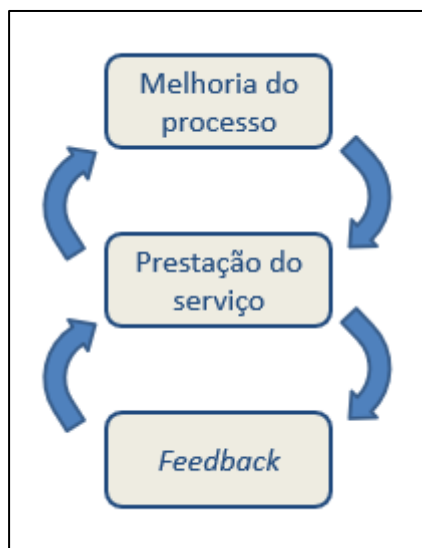 Melhoria do
processo
Prestação do
serviço
Feedback